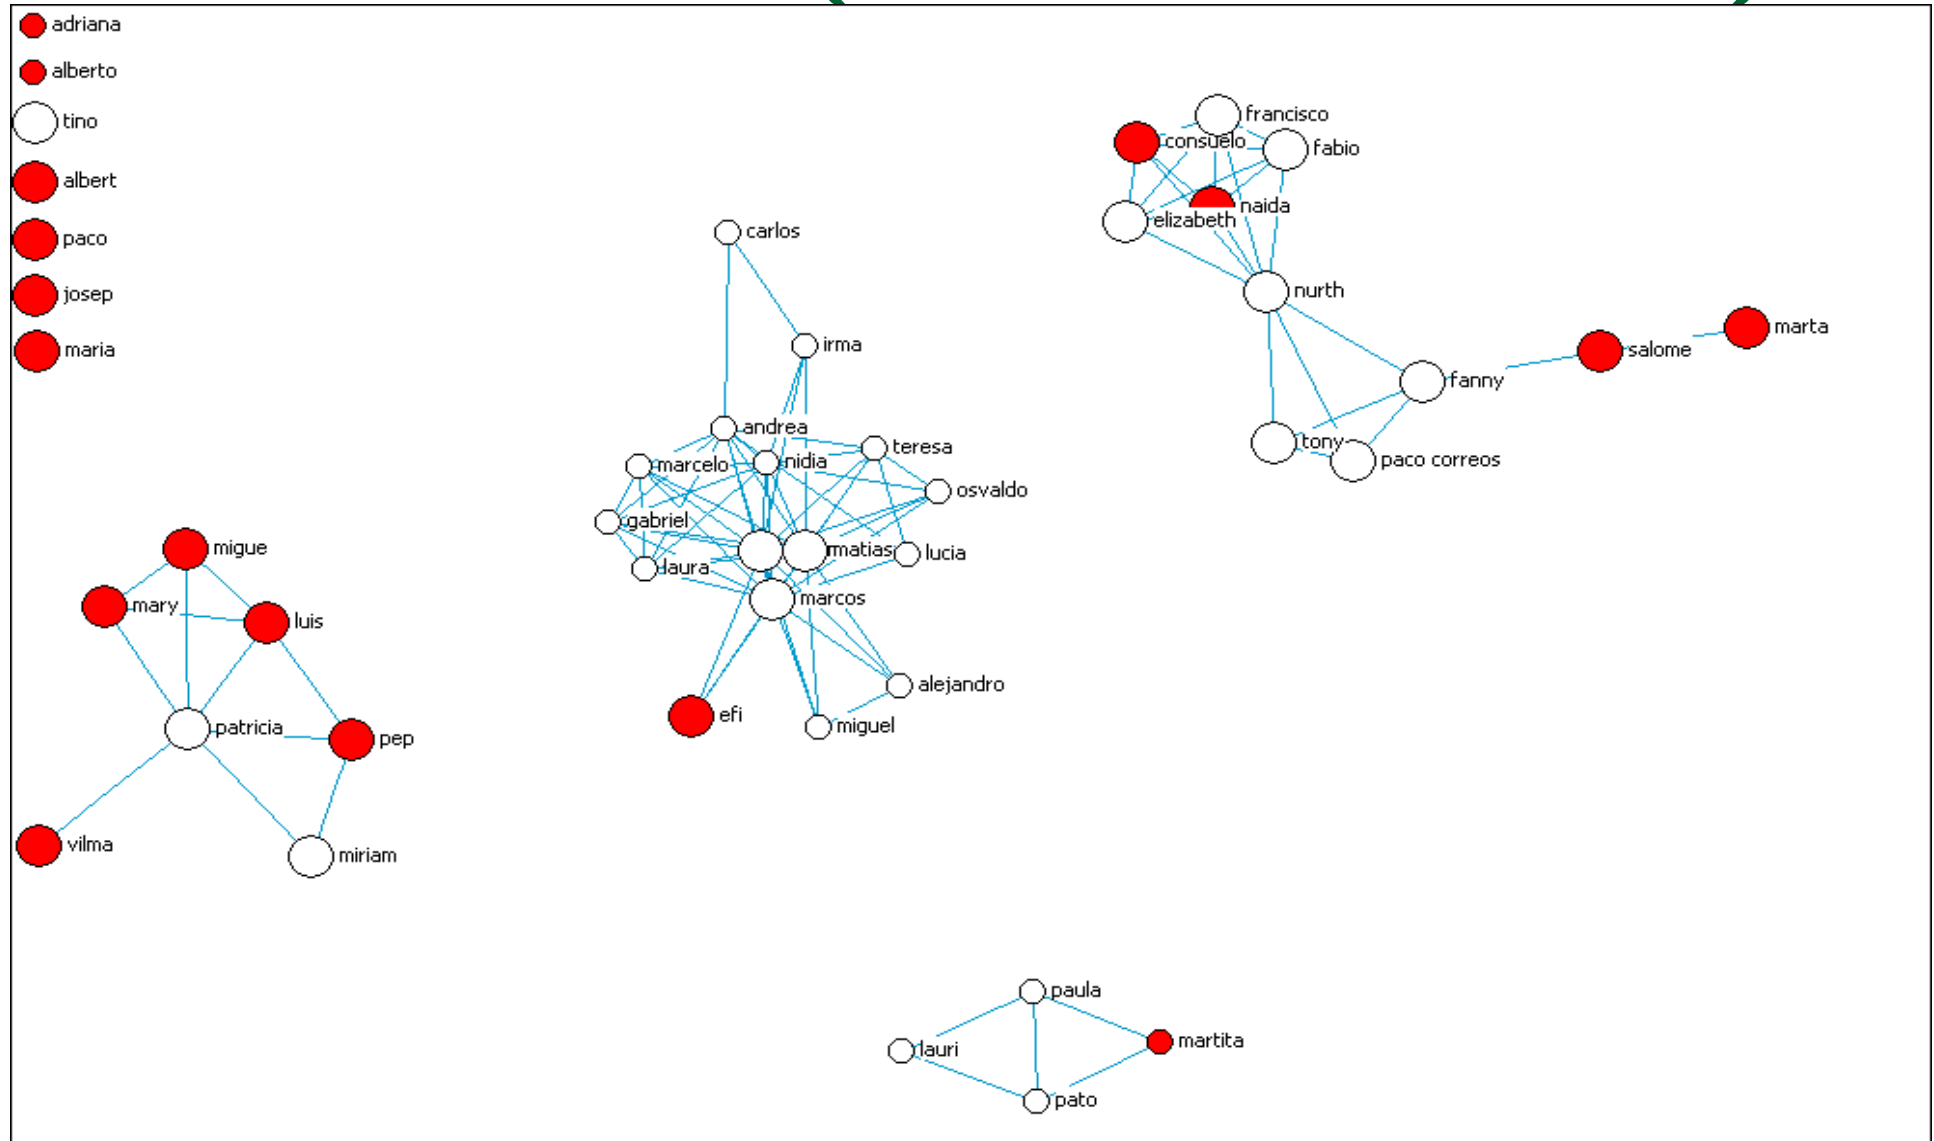 adriana
alberto
tino
albert
paco
josep
maria
francisco
consuelo
fabio
naida
elizabeth
carlos
nurth
marta
irma
salome
fanny
andrea
tony
teresa
paco correos
marcelo
nidia
osvaldo
gabriel
matias
lucia
migue
laura
marcos
mary
luis
alejandro
efi
miguel
patricia
pep
vilma
miriam
paula
martita
lauri
pato